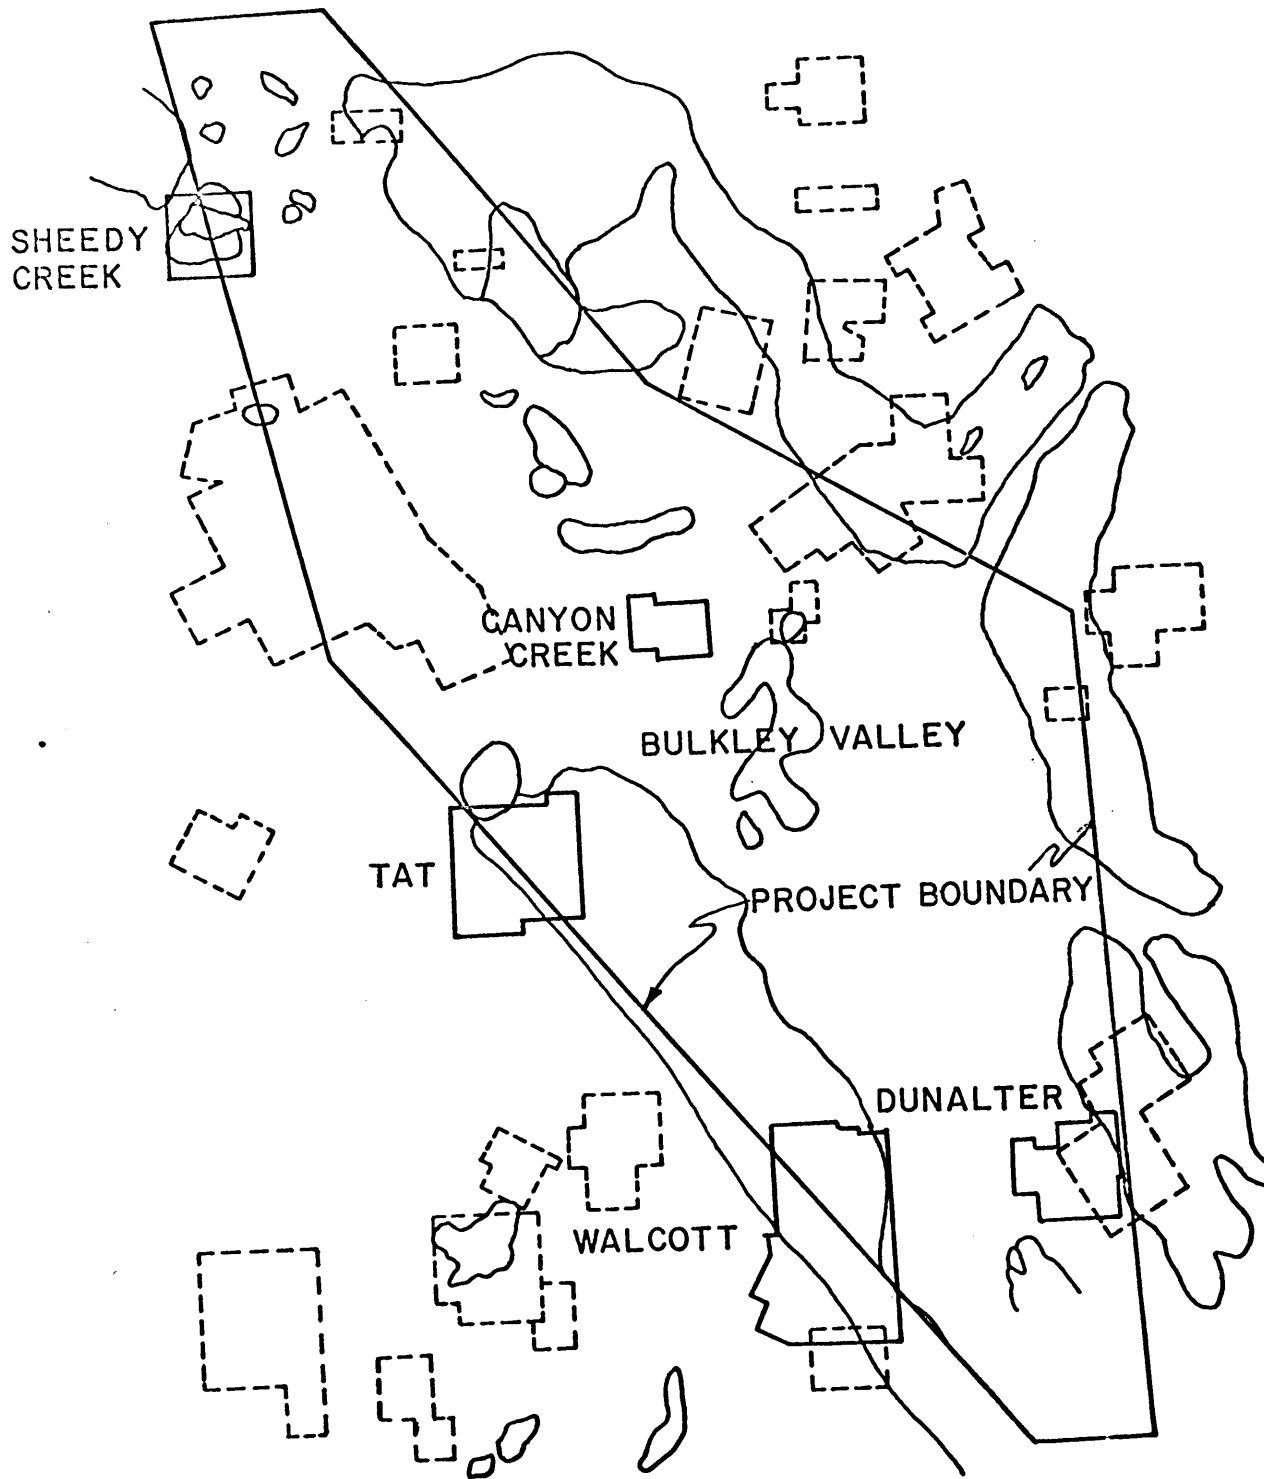 SHEEDY
CREEK
CANYON
CREEK
BULKLEY VALLEY
TAT
PROJECT BOUNDARY
DUNALTER
WALCOTT